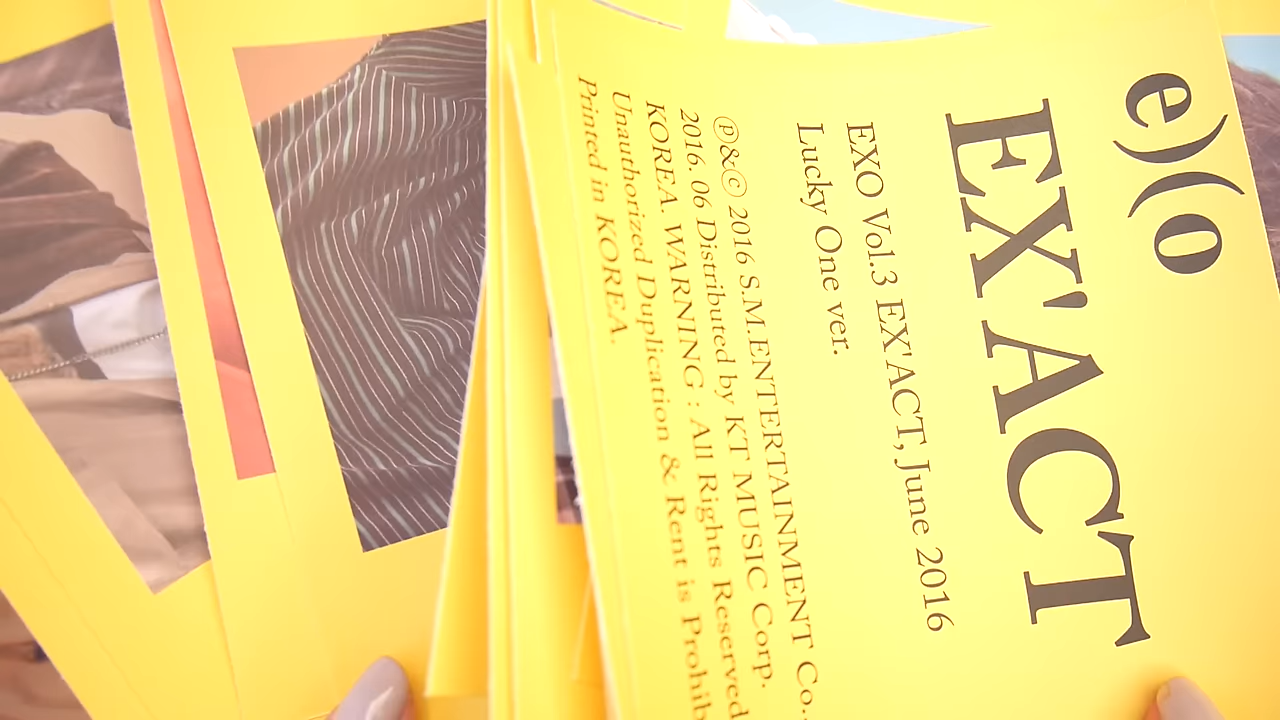 e)(o
EX'ACT
EXO Vol.3 EX'ACT, June 2016
Lucky One ver.
℗&© 2016 S.M.ENTERTAINMENT Co.,
2016. 06 Distributed by KT MUSIC Corp.
KOREA. WARNING : All Rights Reserved
Unauthorized Duplication & Rent is Prohib
Printed in KOREA.